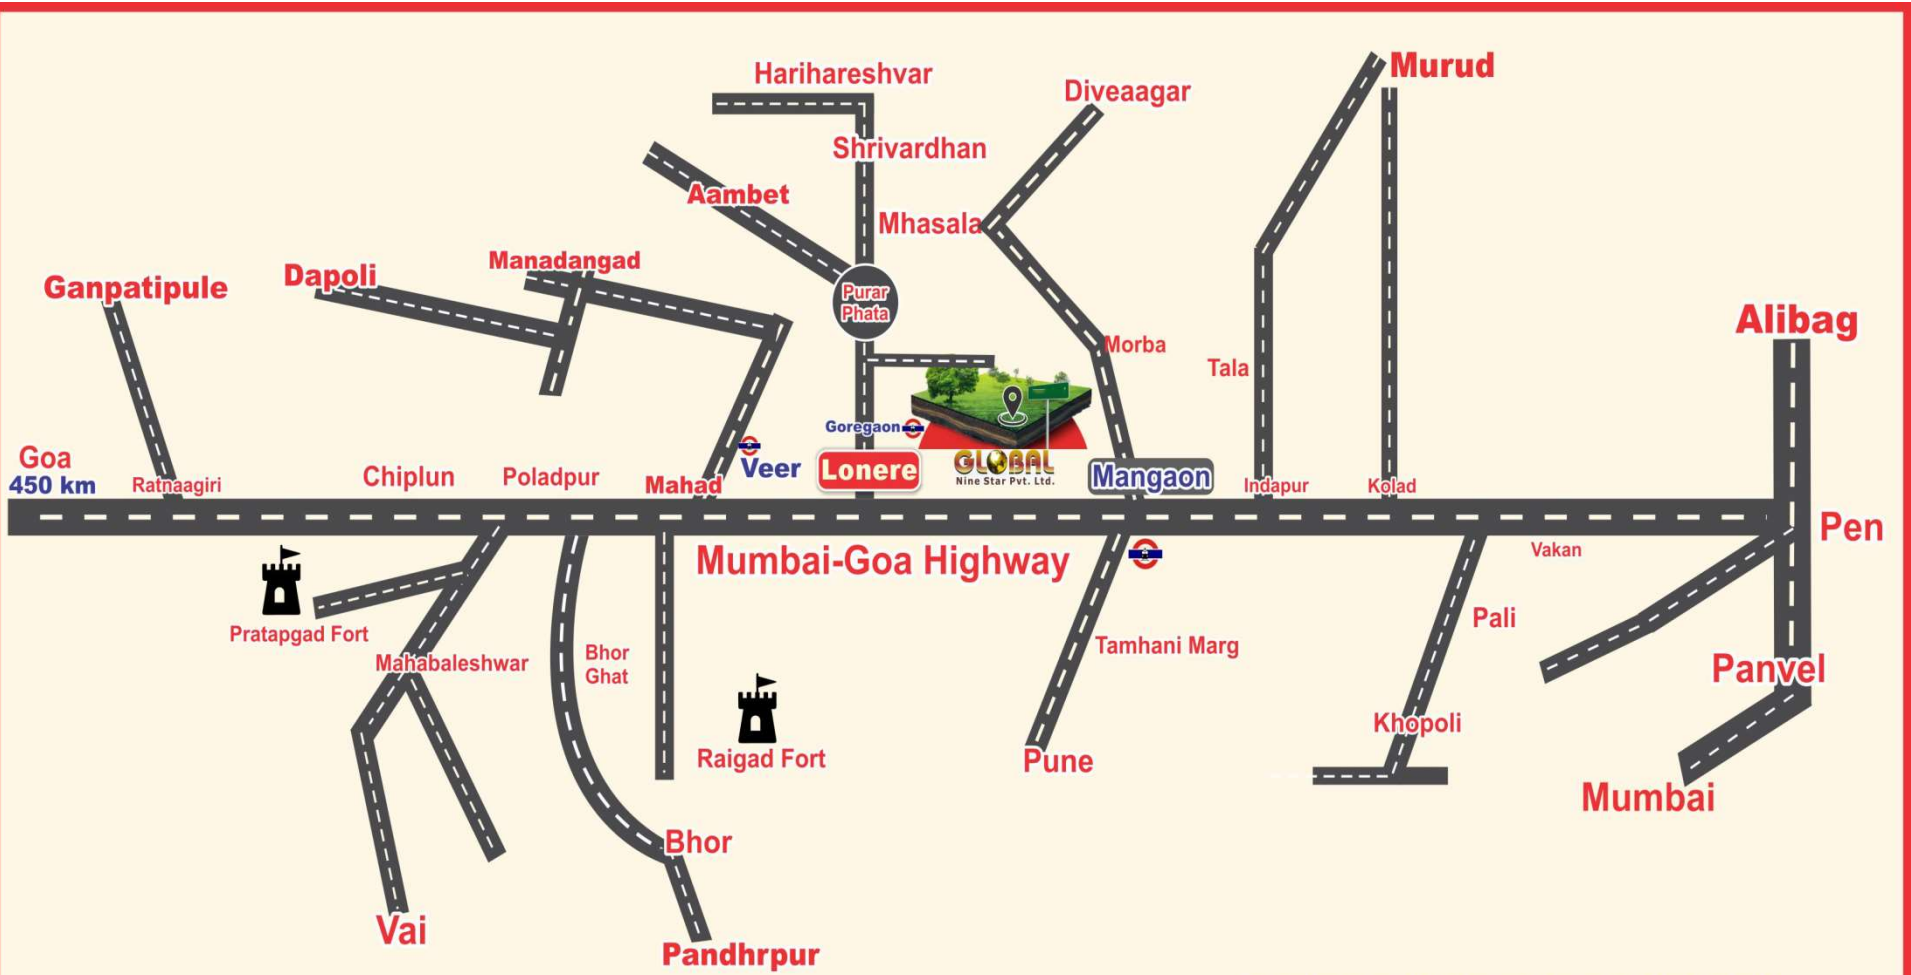 Murud
Harihareshvar
Diveaagar
Shrivardhan
Aambet
Mhasala
Manadangad
Dapoli
Ganpatipule
Purar
Phata
Alibag
Morba
Tala
Goregaon
Goa
450 km
Ratnaagiri
Chiplun
Poladpur
Mahad
Veer
Lonere
GLOBAL
Nine Star Pvt. Ltd.
Mangaon
Indapur
Kolad
Pen
Mumbai-Goa Highway
Vakan
Pratapgad Fort
Mahabaleshwar
Bhor
Ghat
Tamhani Marg
Pali
Panvel
Raigad Fort
Pune
Khopoli
Mumbai
Bhor
Vai
Pandhrpur